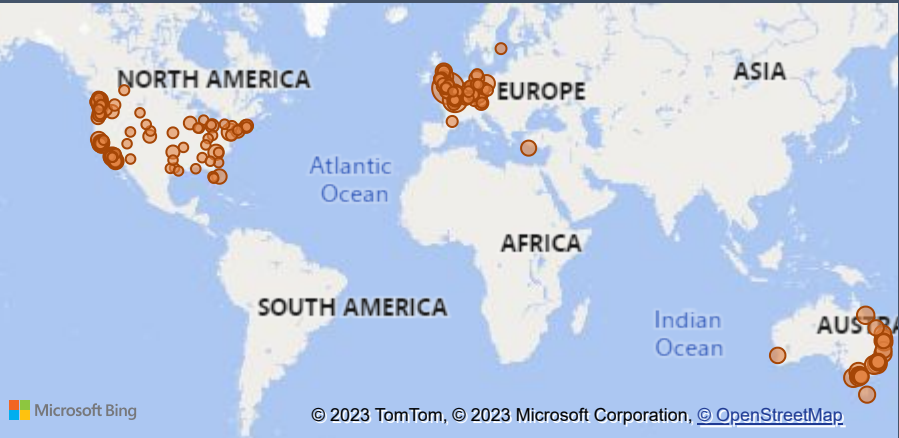 NORTH AMERICA
EUROPE
ASIA
Atlantic
Ocean
AFRICA
SOUTH AMERICA
Indian
Ocean
AUSTRA
Microsoft Bing
© 2023 TomTom, © 2023 Microsoft Corporation, © OpenStreetMap